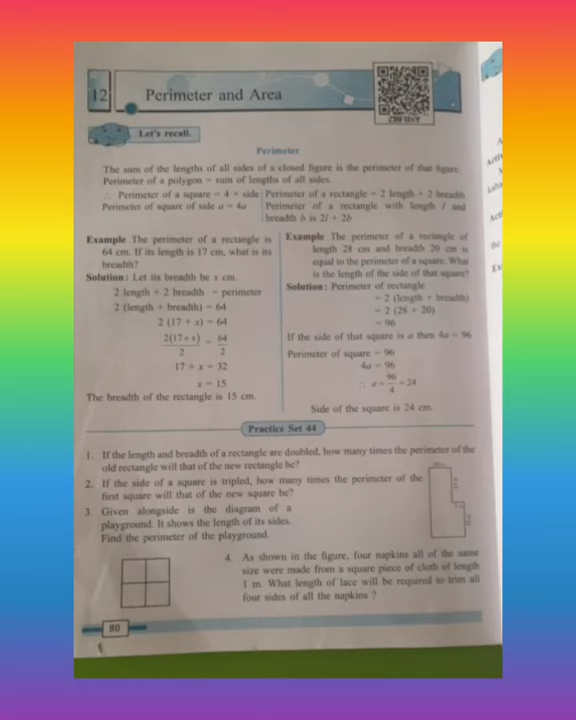 12 Perimeter and Area
Let's recall.
Perimeter
The sum of the lengths of all sides of a closed figure is the perimeter of that figure.
Perimeter of a polygon = sum of lengths of all sides.
∴ Perimeter of a square = 4 × side
Perimeter of square of side a = 4a
Perimeter of a rectangle = 2 length + 2 breadth
Perimeter of a rectangle with length l and
breadth b is 2l + 2b
Example The perimeter of a rectangle is
64 cm. If its length is 17 cm, what is its
breadth?
Solution: Let its breadth be x cm.
2 length + 2 breadth = perimeter
2 (length + breadth) = 64
2 (17 + x) = 64
2(17+x)/2 = 64/2
17 + x = 32
x = 15
The breadth of the rectangle is 15 cm.
Example The perimeter of a rectangle of
length 28 cm and breadth 20 cm is
equal to the perimeter of a square. What
is the length of the side of that square?
Solution: Perimeter of rectangle
= 2 (length + breadth)
= 2 (28 + 20)
= 96
If the side of that square is a then 4a = 96
Perimeter of square = 96
4a = 96
∴ a = 96/4 = 24
Side of the square is 24 cm.
Practice Set 44
1. If the length and breadth of a rectangle are doubled, how many times the perimeter of the
old rectangle will that of the new rectangle be?
2. If the side of a square is tripled, how many times the perimeter of the
first square will that of the new square be?
3. Given alongside is the diagram of a
playground. It shows the length of its sides.
Find the perimeter of the playground.
4. As shown in the figure, four napkins all of the same
size were made from a square piece of cloth of length
1 m. What length of lace will be required to trim all
four sides of all the napkins ?
80